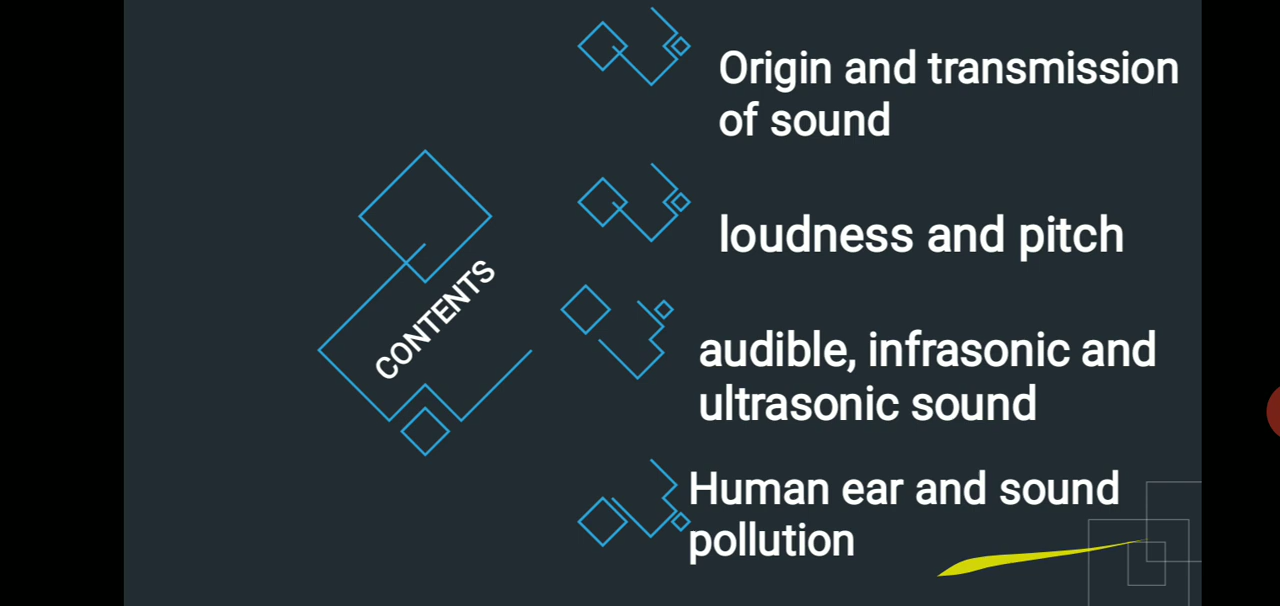 CONTENTS
Origin and transmission
of sound
loudness and pitch
audible, infrasonic and
ultrasonic sound
Human ear and sound
pollution